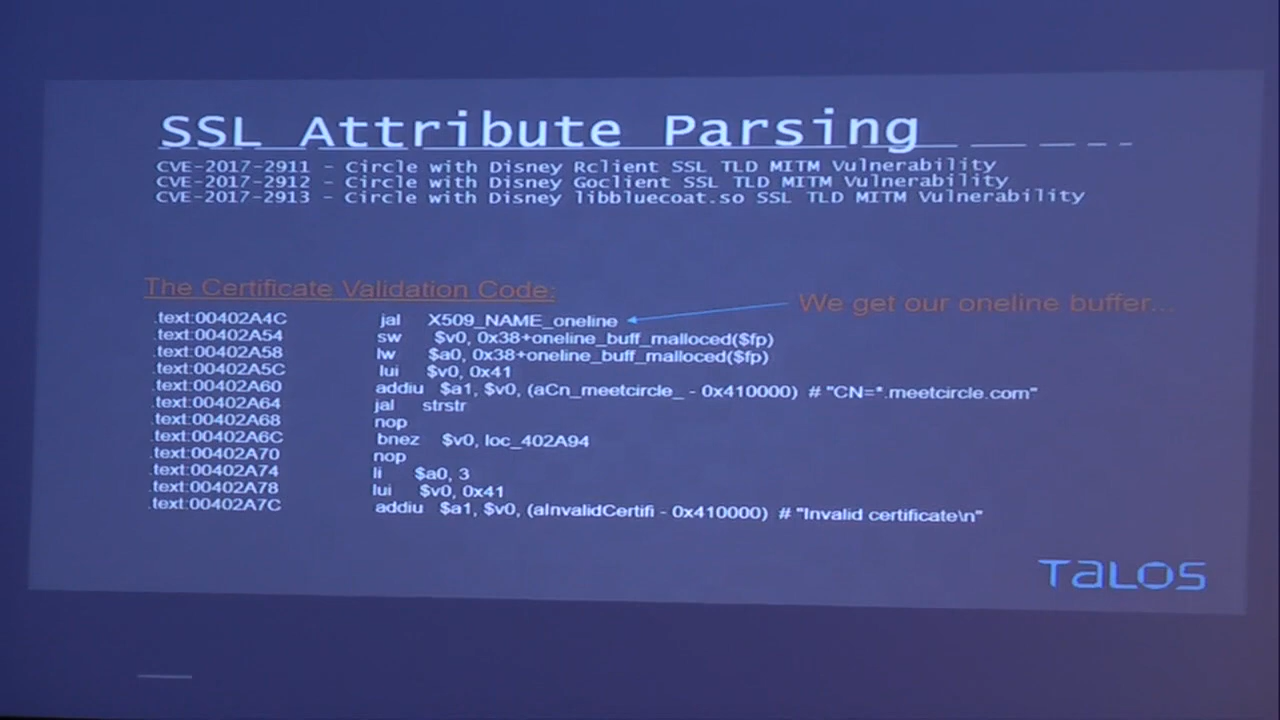 SSL Attribute Parsing
CVE-2017-2911 - Circle with Disney Rclient SSL TLD MITM Vulnerability
CVE-2017-2912 - Circle with Disney Goclient SSL TLD MITM Vulnerability
CVE-2017-2913 - Circle with Disney libbluecoat.so SSL TLD MITM Vulnerability
The Certificate Validation Code:
We get our oneline buffer...
.text:00402A4C jal X509_NAME_oneline
.text:00402A54 sw $v0, 0x38+oneline_buff_malloced($fp)
.text:00402A58 lw $a0, 0x38+oneline_buff_malloced($fp)
.text:00402A5C lui $v0, 0x41
.text:00402A60 addiu $a1, $v0, (aCn_meetcircle_ - 0x410000) # "CN=*.meetcircle.com"
.text:00402A64 jal strstr
.text:00402A68 nop
.text:00402A6C bnez $v0, loc_402A94
.text:00402A70 nop
.text:00402A74 li $a0, 3
.text:00402A78 lui $v0, 0x41
.text:00402A7C addiu $a1, $v0, (aInvalidCertifi - 0x410000) # "Invalid certificate\n"
TALOS